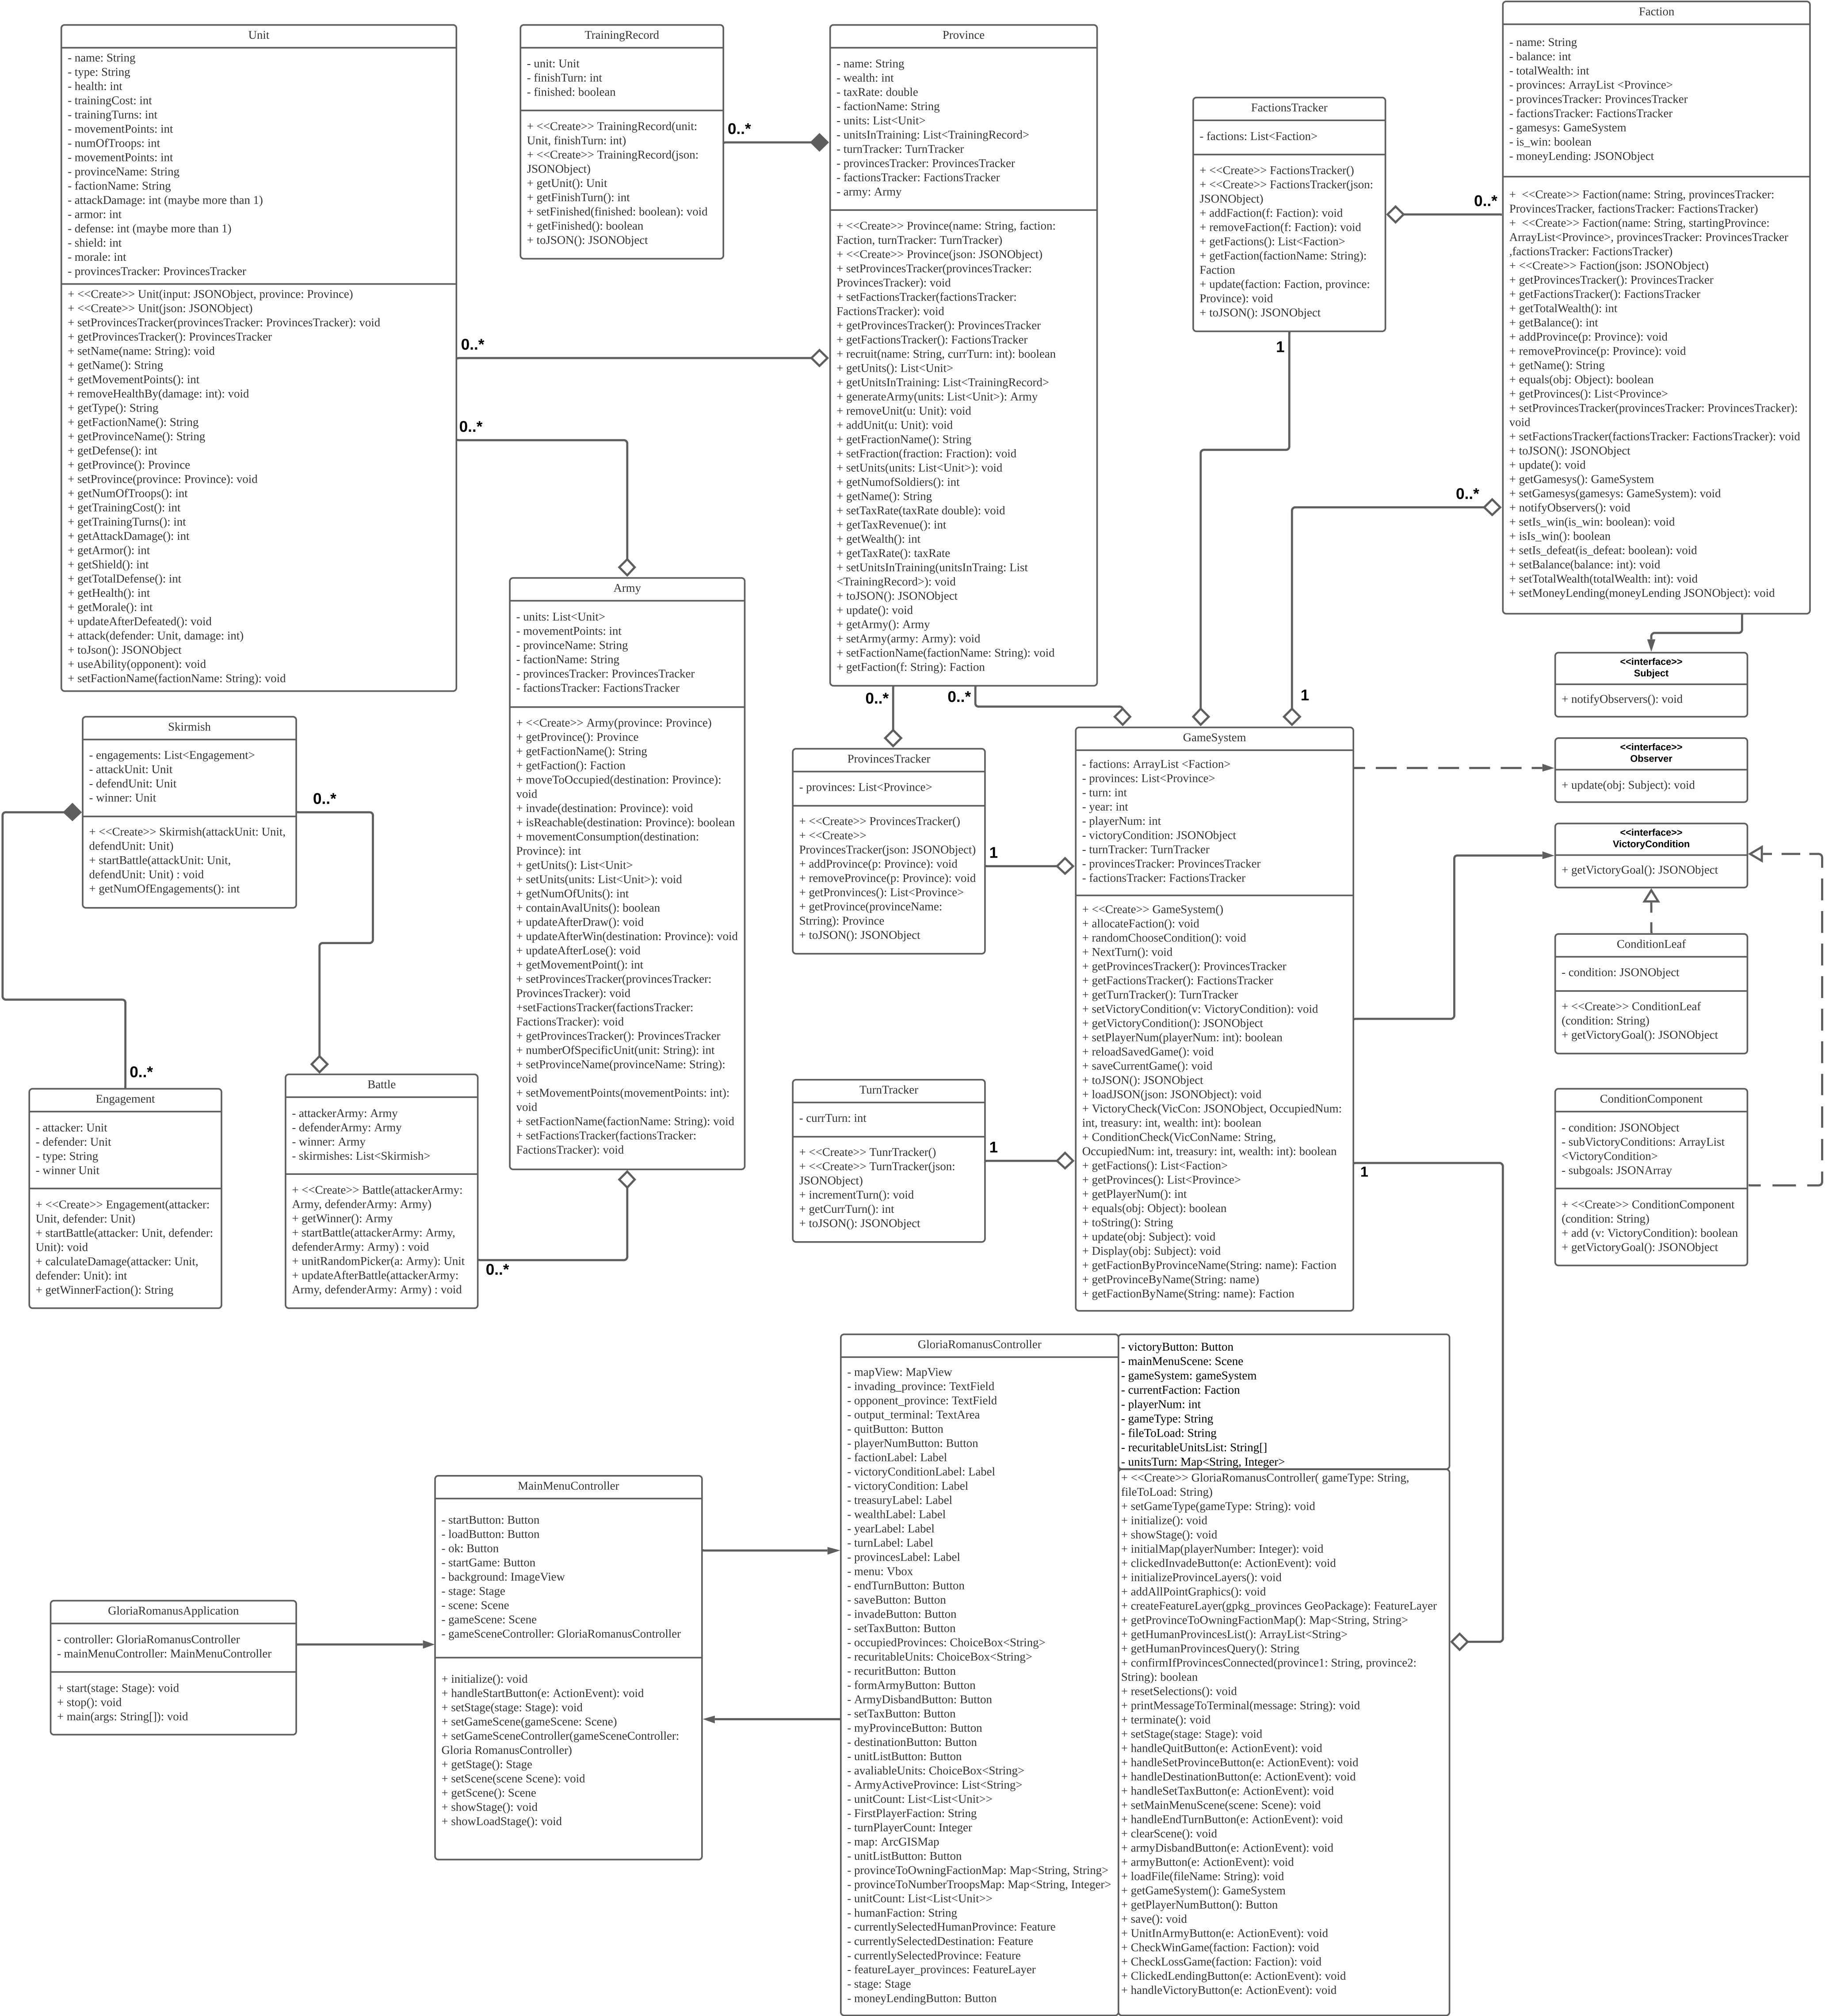 Unit
- name: String
- type: String
- health: int
- trainingCost: int
- trainingTurns: int
- movementPoints: int
- numOfTroops: int
- movementPoints: int
- provinceName: String
- factionName: String
- attackDamage: int (maybe more than 1)
- armor: int
- defense: int (maybe more than 1)
- shield: int
- morale: int
- provincesTracker: ProvincesTracker
+ <<Create>> Unit(input: JSONObject, province: Province)
+ <<Create>> Unit(json: JSONObject)
+ setProvincesTracker(provincesTracker: ProvincesTracker): void
+ getProvincesTracker(): ProvincesTracker
+ setName(name: String): void
+ getName(): String
+ getMovementPoints(): int
+ removeHealthBy(damage: int): void
+ getType(): String
+ getFactionName(): String
+ getProvinceName(): String
+ getDefense(): int
+ getProvince(): Province
+ setProvince(province: Province): void
+ getNumOfTroops(): int
+ getTrainingCost(): int
+ getTrainingTurns(): int
+ getAttackDamage(): int
+ getArmor(): int
+ getShield(): int
+ getTotalDefense(): int
+ getHealth(): int
+ getMorale(): int
+ updateAfterDefeated(): void
+ attack(defender: Unit, damage: int)
+ toJson(): JSONObject
+ useAbility(opponent): void
+ setFactionName(factionName: String): void
TrainingRecord
- unit: Unit
- finishTurn: int
- finished: boolean
+ <<Create>> TrainingRecord(unit:
Unit, finishTurn: int)
+ <<Create>> TrainingRecord(json:
JSONObject)
+ getUnit(): Unit
+ getFinishTurn(): int
+ setFinished(finished: boolean): void
+ getFinished(): boolean
+ toJSON(): JSONObject
0..*
0..*
0..*
Province
- name: String
- wealth: int
- taxRate: double
- factionName: String
- units: List<Unit>
- unitsInTraining: List<TrainingRecord>
- turnTracker: TurnTracker
- provincesTracker: ProvincesTracker
- factionsTracker: FactionsTracker
- army: Army
+ <<Create>> Province(name: String, faction:
Faction, turnTracker: TurnTracker)
+ <<Create>> Province(json: JSONObject)
+ setProvincesTracker(provincesTracker:
ProvincesTracker): void
+ setFactionsTracker(factionsTracker:
FactionsTracker): void
+ getProvincesTracker(): ProvincesTracker
+ getFactionsTracker(): FactionsTracker
+ recruit(name: String, currTurn: int): boolean
+ getUnits(): List<Unit>
+ getUnitsInTraining: List<TrainingRecord>
+ generateArmy(units: List<Unit>): Army
+ removeUnit(u: Unit): void
+ addUnit(u: Unit): void
+ getFractionName(): String
+ setFraction(fraction: Fraction): void
+ setUnits(units: List<Unit>): void
+ getNumofSoldiers(): int
+ getName(): String
+ setTaxRate(taxRate double): void
+ getTaxRevenue(): int
+ getWealth(): int
+ getTaxRate(): taxRate
+ setUnitsInTraining(unitsInTraing: List
<TrainingRecord>): void
+ toJSON(): JSONObject
+ update(): void
+ getArmy(): Army
+ setArmy(army: Army): void
+ setFactionName(factionName: String): void
+ getFaction(f: String): Faction
0..*
0..*
FactionsTracker
- factions: List<Faction>
+ <<Create>> FactionsTracker()
+ <<Create>> FactionsTracker(json:
JSONObject)
+ addFaction(f: Faction): void
+ removeFaction(f: Faction): void
+ getFactions(): List<Faction>
+ getFaction(factionName: String):
Faction
+ update(faction: Faction, province:
Province): void
+ toJSON(): JSONObject
1
0..*
0..*
1
Faction
- name: String
- balance: int
- totalWealth: int
- provinces: ArrayList <Province>
- provincesTracker: ProvincesTracker
- factionsTracker: FactionsTracker
- gamesys: GameSystem
- is_win: boolean
- moneyLending: JSONObject
+ <<Create>> Faction(name: String, provincesTracker:
ProvincesTracker, factionsTracker: FactionsTracker)
+ <<Create>> Faction(name: String, startingProvince:
ArrayList<Province>, provincesTracker: ProvincesTracker
,factionsTracker: FactionsTracker)
+ <<Create>> Faction(json: JSONObject)
+ getProvincesTracker(): ProvincesTracker
+ getFactionsTracker(): FactionsTracker
+ getTotalWealth(): int
+ getBalance(): int
+ addProvince(p: Province): void
+ removeProvince(p: Province): void
+ getName(): String
+ equals(obj: Object): boolean
+ getProvinces(): List<Province>
+ setProvincesTracker(provincesTracker: ProvincesTracker):
void
+ setFactionsTracker(factionsTracker: FactionsTracker): void
+ toJSON(): JSONObject
+ update(): void
+ getGamesys(): GameSystem
+ setGamesys(gamesys: GameSystem): void
+ notifyObservers(): void
+ setIs_win(is_win: boolean): void
+ isIs_win(): boolean
+ setIs_defeat(is_defeat: boolean): void
+ setBalance(balance: int): void
+ setTotalWealth(totalWealth: int): void
+ setMoneyLending(moneyLending JSONObject): void
<<interface>>
Subject
+ notifyObservers(): void
<<interface>>
Observer
+ update(obj: Subject): void
<<interface>>
VictoryCondition
+ getVictoryGoal(): JSONObject
ConditionLeaf
- condition: JSONObject
+ <<Create>> ConditionLeaf
(condition: String)
+ getVictoryGoal(): JSONObject
ConditionComponent
- condition: JSONObject
- subVictoryConditions: ArrayList
<VictoryCondition>
- subgoals: JSONArray
+ <<Create>> ConditionComponent
(condition: String)
+ add (v: VictoryCondition): boolean
+ getVictoryGoal(): JSONObject
Skirmish
- engagements: List<Engagement>
- attackUnit: Unit
- defendUnit: Unit
- winner: Unit
+ <<Create>> Skirmish(attackUnit: Unit,
defendUnit: Unit)
+ startBattle(attackUnit: Unit,
defendUnit: Unit) : void
+ getNumOfEngagements(): int
0..*
0..*
Engagement
- attacker: Unit
- defender: Unit
- type: String
- winner Unit
+ <<Create>> Engagement(attacker:
Unit, defender: Unit)
+ startBattle(attacker: Unit, defender:
Unit): void
+ calculateDamage(attacker: Unit,
defender: Unit): int
+ getWinnerFaction(): String
Battle
- attackerArmy: Army
- defenderArmy: Army
- winner: Army
- skirmishes: List<Skirmish>
+ <<Create>> Battle(attackerArmy:
Army, defenderArmy: Army)
+ getWinner(): Army
+ startBattle(attackerArmy: Army,
defenderArmy: Army) : void
+ unitRandomPicker(a: Army): Unit
+ updateAfterBattle(attackerArmy:
Army, defenderArmy: Army) : void
0..*
Army
- units: List<Unit>
- movementPoints: int
- provinceName: String
- factionName: String
- provincesTracker: ProvincesTracker
- factionsTracker: FactionsTracker
+ <<Create>> Army(province: Province)
+ getProvince(): Province
+ getFactionName(): String
+ getFaction(): Faction
+ moveToOccupied(destination: Province):
void
+ invade(destination: Province): void
+ isReachable(destination: Province): boolean
+ movementConsumption(destination:
Province): int
+ getUnits(): List<Unit>
+ setUnits(units: List<Unit>): void
+ getNumOfUnits(): int
+ containAvalUnits(): boolean
+ updateAfterDraw(): void
+ updateAfterWin(destination: Province): void
+ updateAfterLose(): void
+ getMovementPoint(): int
+ setProvincesTracker(provincesTracker:
ProvincesTracker): void
+setFactionsTracker(factionsTracker:
FactionsTracker): void
+ getProvincesTracker(): ProvincesTracker
+ numberOfSpecificUnit(unit: String): int
+ setProvinceName(provinceName: String):
void
+ setMovementPoints(movementPoints: int):
void
+ setFactionName(factionName: String): void
+ setFactionsTracker(factionsTracker:
FactionsTracker): void
ProvincesTracker
- provinces: List<Province>
+ <<Create>> ProvincesTracker()
+ <<Create>>
ProvincesTracker(json: JSONObject)
+ addProvince(p: Province): void
+ removeProvince(p: Province): void
+ getPronvinces(): List<Province>
+ getProvince(provinceName:
Strring): Province
+ toJSON(): JSONObject
1
TurnTracker
- currTurn: int
+ <<Create>> TunrTracker()
+ <<Create>> TurnTracker(json:
JSONObject)
+ incrementTurn(): void
+ getCurrTurn(): int
+ toJSON(): JSONObject
1
GameSystem
- factions: ArrayList <Faction>
- provinces: List<Province>
- turn: int
- year: int
- playerNum: int
- victoryCondition: JSONObject
- turnTracker: TurnTracker
- provincesTracker: ProvincesTracker
- factionsTracker: FactionsTracker
+ <<Create>> GameSystem()
+ allocateFaction(): void
+ randomChooseCondition(): void
+ NextTurn(): void
+ getProvincesTracker(): ProvincesTracker
+ getFactionsTracker(): FactionsTracker
+ getTurnTracker(): TurnTracker
+ setVictoryCondition(v: VictoryCondition): void
+ getVictoryCondition(): JSONObject
+ setPlayerNum(playerNum: int): boolean
+ reloadSavedGame(): void
+ saveCurrentGame(): void
+ toJSON(): JSONObject
+ loadJSON(json: JSONObject): void
+ VictoryCheck(VicCon: JSONObject, OccupiedNum:
int, treasury: int, wealth: int): boolean
+ ConditionCheck(VicConName: String,
OccupiedNum: int, treasury: int, wealth: int): boolean
+ getFactions(): List<Faction>
+ getProvinces(): List<Province>
+ getPlayerNum(): int
+ equals(obj: Object): boolean
+ toString(): String
+ update(obj: Subject): void
+ Display(obj: Subject): void
+ getFactionByProvinceName(String: name): Faction
+ getProvinceByName(String: name)
+ getFactionByName(String: name): Faction
1
GloriaRomanusApplication
- controller: GloriaRomanusController
- mainMenuController: MainMenuController
+ start(stage: Stage): void
+ stop(): void
+ main(args: String[]): void
MainMenuController
- startButton: Button
- loadButton: Button
- ok: Button
- startGame: Button
- background: ImageView
- stage: Stage
- scene: Scene
- gameScene: Scene
- gameSceneController: GloriaRomanusController
+ initialize(): void
+ handleStartButton(e: ActionEvent): void
+ setStage(stage: Stage): void
+ setGameScene(gameScene: Scene)
+ setGameSceneController(gameSceneController:
Gloria RomanusController)
+ getStage(): Stage
+ setScene(scene Scene): void
+ getScene(): Scene
+ showStage(): void
+ showLoadStage(): void
GloriaRomanusController
- mapView: MapView
- invading_province: TextField
- opponent_province: TextField
- output_terminal: TextArea
- quitButton: Button
- playerNumButton: Button
- factionLabel: Label
- victoryConditionLabel: Label
- victoryCondition: Label
- treasuryLabel: Label
- wealthLabel: Label
- yearLabel: Label
- turnLabel: Label
- provincesLabel: Label
- menu: Vbox
- endTurnButton: Button
- saveButton: Button
- invadeButton: Button
- setTaxButton: Button
- occupiedProvinces: ChoiceBox<String>
- recuritableUnits: ChoiceBox<String>
- recuritButton: Button
- formArmyButton: Button
- ArmyDisbandButton: Button
- setTaxButton: Button
- myProvinceButton: Button
- destinationButton: Button
- unitListButton: Button
- avaliableUnits: ChoiceBox<String>
- ArmyActiveProvince: List<String>
- unitCount: List<List<Unit>>
- FirstPlayerFaction: String
- turnPlayerCount: Integer
- map: ArcGISMap
- unitListButton: Button
- provinceToOwningFactionMap: Map<String, String>
- provinceToNumberTroopsMap: Map<String, Integer>
- unitCount: List<List<Unit>>
- humanFaction: String
- currentlySelectedHumanProvince: Feature
- currentlySelectedDestination: Feature
- currentlySelectedProvince: Feature
- featureLayer_provinces: FeatureLayer
- stage: Stage
- moneyLendingButton: Button
- victoryButton: Button
- mainMenuScene: Scene
- gameSystem: gameSystem
- currentFaction: Faction
- playerNum: int
- gameType: String
- fileToLoad: String
- recuritableUnitsList: String[]
- unitsTurn: Map<String, Integer>
+ <<Create>> GloriaRomanusController( gameType: String,
fileToLoad: String)
+ setGameType(gameType: String): void
+ initialize(): void
+ showStage(): void
+ initialMap(playerNumber: Integer): void
+ clickedInvadeButton(e: ActionEvent): void
+ initializeProvinceLayers(): void
+ addAllPointGraphics(): void
+ createFeatureLayer(gpkg_provinces GeoPackage): FeatureLayer
+ getProvinceToOwningFactionMap(): Map<String, String>
+ getHumanProvincesList(): ArrayList<String>
+ getHumanProvincesQuery(): String
+ confirmIfProvincesConnected(province1: String, province2:
String): boolean
+ resetSelections(): void
+ printMessageToTerminal(message: String): void
+ terminate(): void
+ setStage(stage: Stage): void
+ handleQuitButton(e: ActionEvent): void
+ handleSetProvinceButton(e: ActionEvent): void
+ handleDestinationButton(e: ActionEvent): void
+ handleSetTaxButton(e: ActionEvent): void
+ setMainMenuScene(scene: Scene): void
+ handleEndTurnButton(e: ActionEvent): void
+ clearScene(): void
+ armyDisbandButton(e: ActionEvent): void
+ armyButton(e: ActionEvent): void
+ loadFile(fileName: String): void
+ getGameSystem(): GameSystem
+ getPlayerNumButton(): Button
+ save(): void
+ UnitInArmyButton(e: ActionEvent): void
+ CheckWinGame(faction: Faction): void
+ CheckLossGame(faction: Faction): void
+ ClickedLendingButton(e: ActionEvent): void
+ handleVictoryButton(e: ActionEvent): void